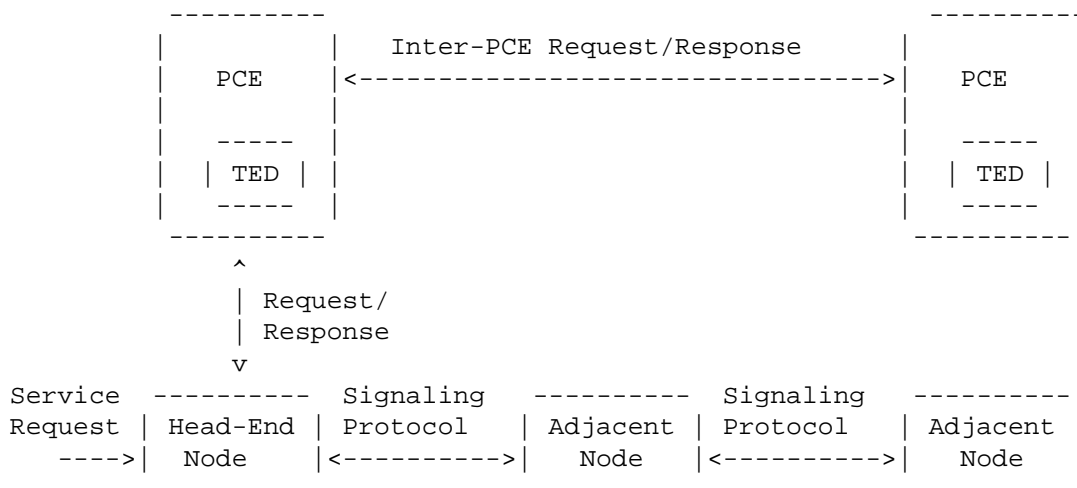 Inter-PCE Request/Response
PCE PCE
TED TED
Request/
Response
Service Signaling Signaling
Request Head-End Protocol Adjacent Protocol Adjacent
Node Node Node